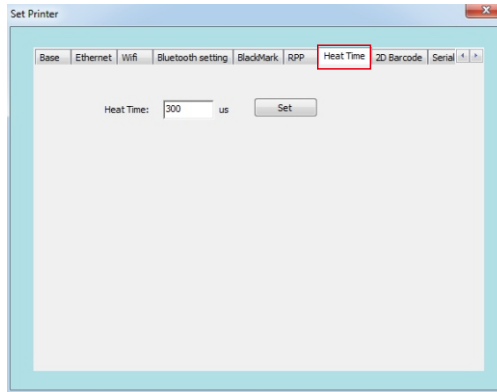 Set Printer
Base Ethernet Wifi Bluetooth setting BlackMark RPP Heat Time 2D Barcode Serial
Heat Time: 300 us Set